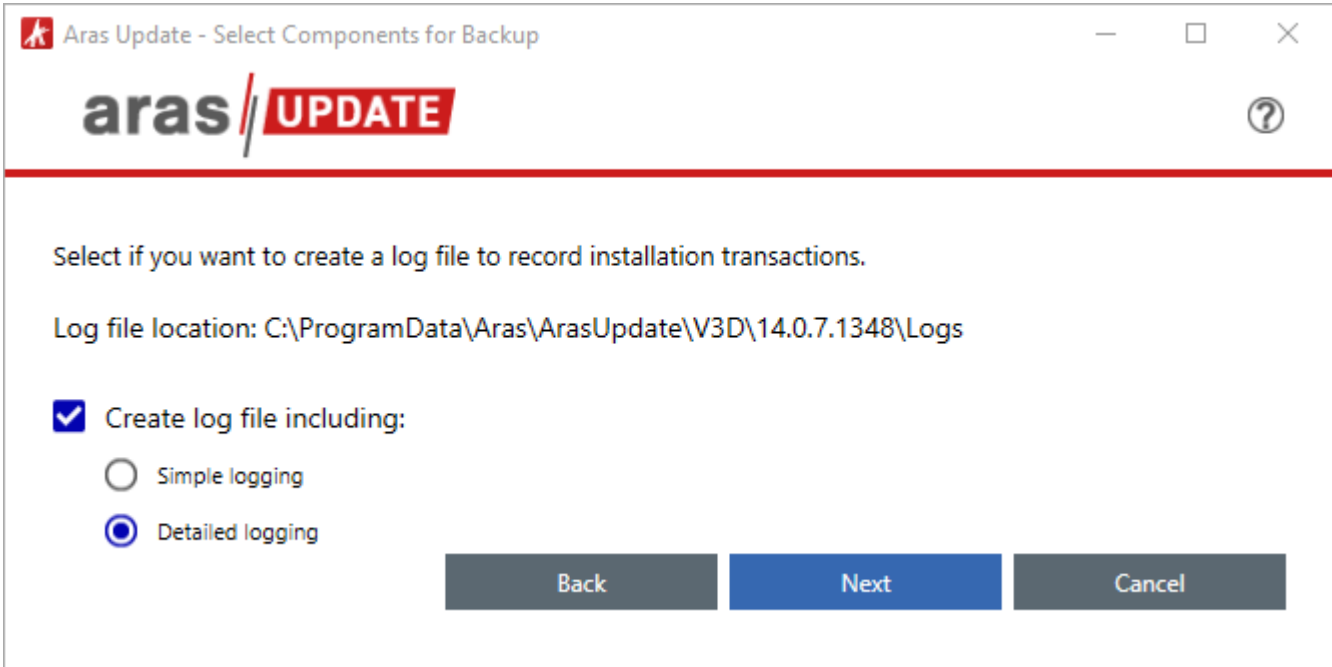 Aras Update - Select Components for Backup
aras UPDATE
?
Select if you want to create a log file to record installation transactions.
Log file location: C:\ProgramData\Aras\ArasUpdate\V3D\14.0.7.1348\Logs
Create log file including:
Simple logging
Detailed logging
Back Next Cancel